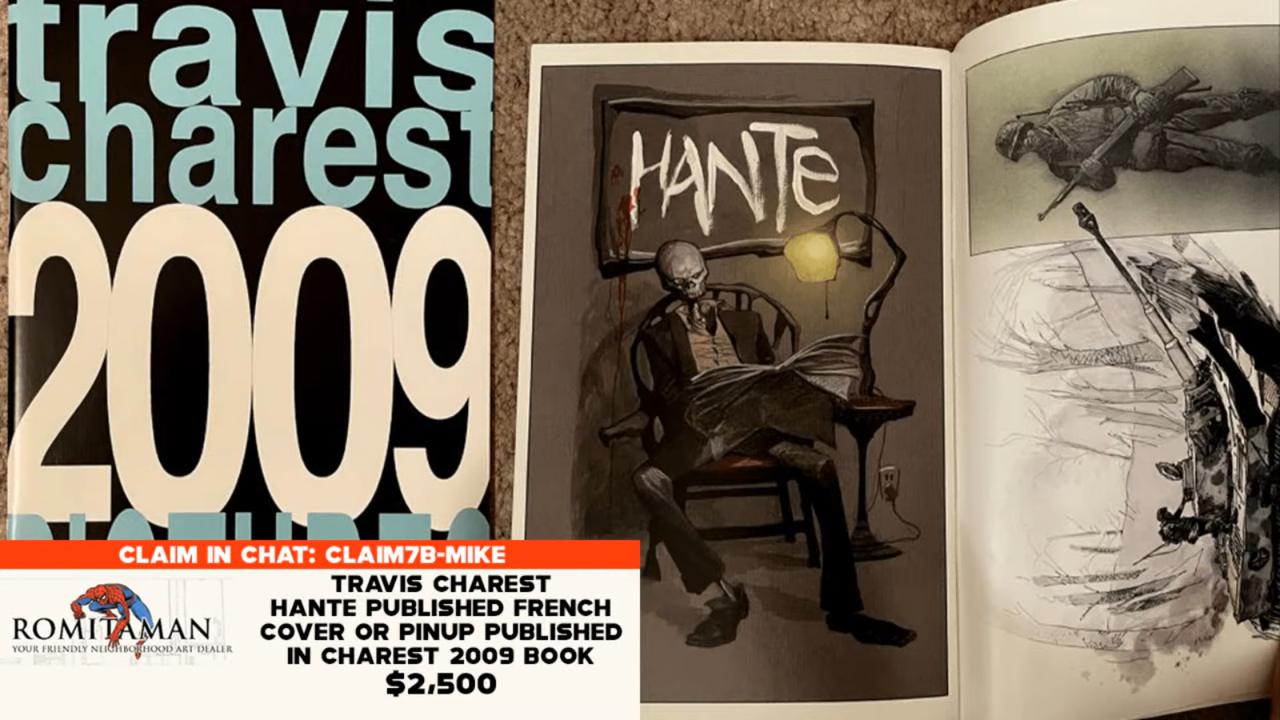 travis
charest
2009
HANTE
CLAIM IN CHAT: CLAIM7B-MIKE
ROMITAMAN
YOUR FRIENDLY NEIGHBORHOOD ART DEALER
TRAVIS CHAREST
HANTE PUBLISHED FRENCH
COVER OR PINUP PUBLISHED
IN CHAREST 2009 BOOK
$2,500